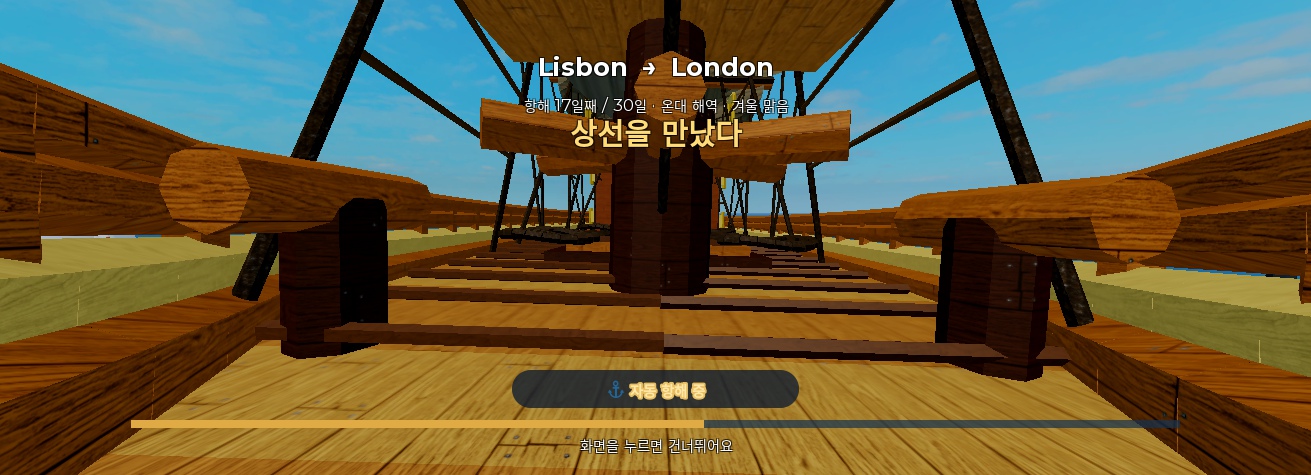 Lisbon → London
항해 17일째 / 30일 · 온대 해역 · 겨울 맑음
상선을 만났다
⚓ 자동 항해 중
화면을 누르면 건너뛰어요